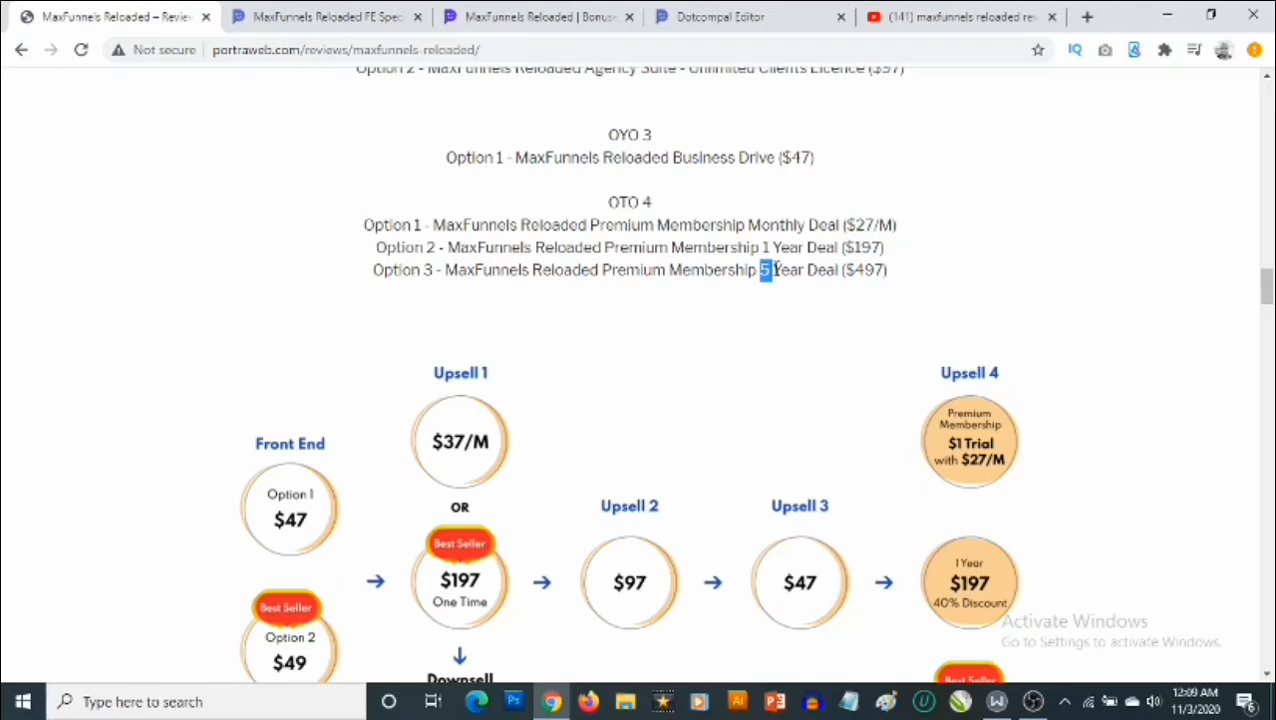 MaxFunnels Reloaded – Review
MaxFunnels Reloaded FE Spec
MaxFunnels Reloaded | Bonuse
Dotcompal Editor
(141) maxfunnels reloaded rev
Not secure
portraweb.com/reviews/maxfunnels-reloaded/
Option 2 - MaxFunnels Reloaded Agency Suite - Unlimited Clients Licence ($97)
OYO 3
Option 1 - MaxFunnels Reloaded Business Drive ($47)
OTO 4
Option 1 - MaxFunnels Reloaded Premium Membership Monthly Deal ($27/M)
Option 2 - MaxFunnels Reloaded Premium Membership 1 Year Deal ($197)
Option 3 - MaxFunnels Reloaded Premium Membership 5 Year Deal ($497)
Upsell 1
Upsell 4
$37/M
Premium
Membership
$1 Trial
with $27/M
Front End
Option 1
$47
OR
Upsell 2
Upsell 3
Best Seller
$197
One Time
$97
$47
1 Year
$197
40% Discount
Best Seller
Option 2
$49
Downsell
Best Seller
Activate Windows
Go to Settings to activate Windows.
Type here to search
12:09 AM
11/3/2020
6